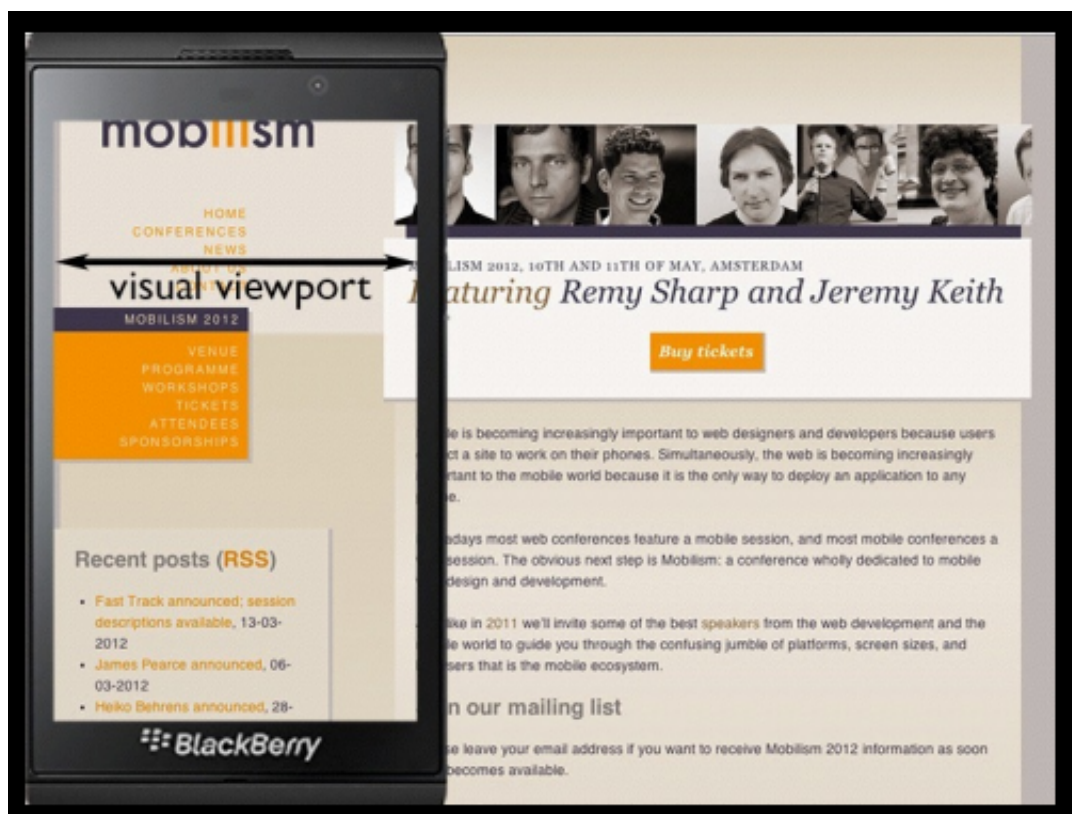 mobilism
HOME
CONFERENCES
NEWS
ABOUT US
visual viewport
MOBILISM 2012
VENUE
PROGRAMME
WORKSHOPS
TICKETS
ATTENDEES
SPONSORSHIPS
Recent posts (RSS)
• Fast Track announced; session
descriptions available, 13-03-
2012
• James Pearce announced, 06-
03-2012
• Heiko Behrens announced, 28-
BlackBerry
LISM 2012, 10TH AND 11TH OF MAY, AMSTERDAM
aturing Remy Sharp and Jeremy Keith
Buy tickets
le is becoming increasingly important to web designers and developers because users
ct a site to work on their phones. Simultaneously, the web is becoming increasingly
rtant to the mobile world because it is the only way to deploy an application to any
e.
adays most web conferences feature a mobile session, and most mobile conferences a
session. The obvious next step is Mobilism: a conference wholly dedicated to mobile
design and development.
like in 2011 we'll invite some of the best speakers from the web development and the
le world to guide you through the confusing jumble of platforms, screen sizes, and
sers that is the mobile ecosystem.
n our mailing list
se leave your email address if you want to receive Mobilism 2012 information as soon
becomes available.